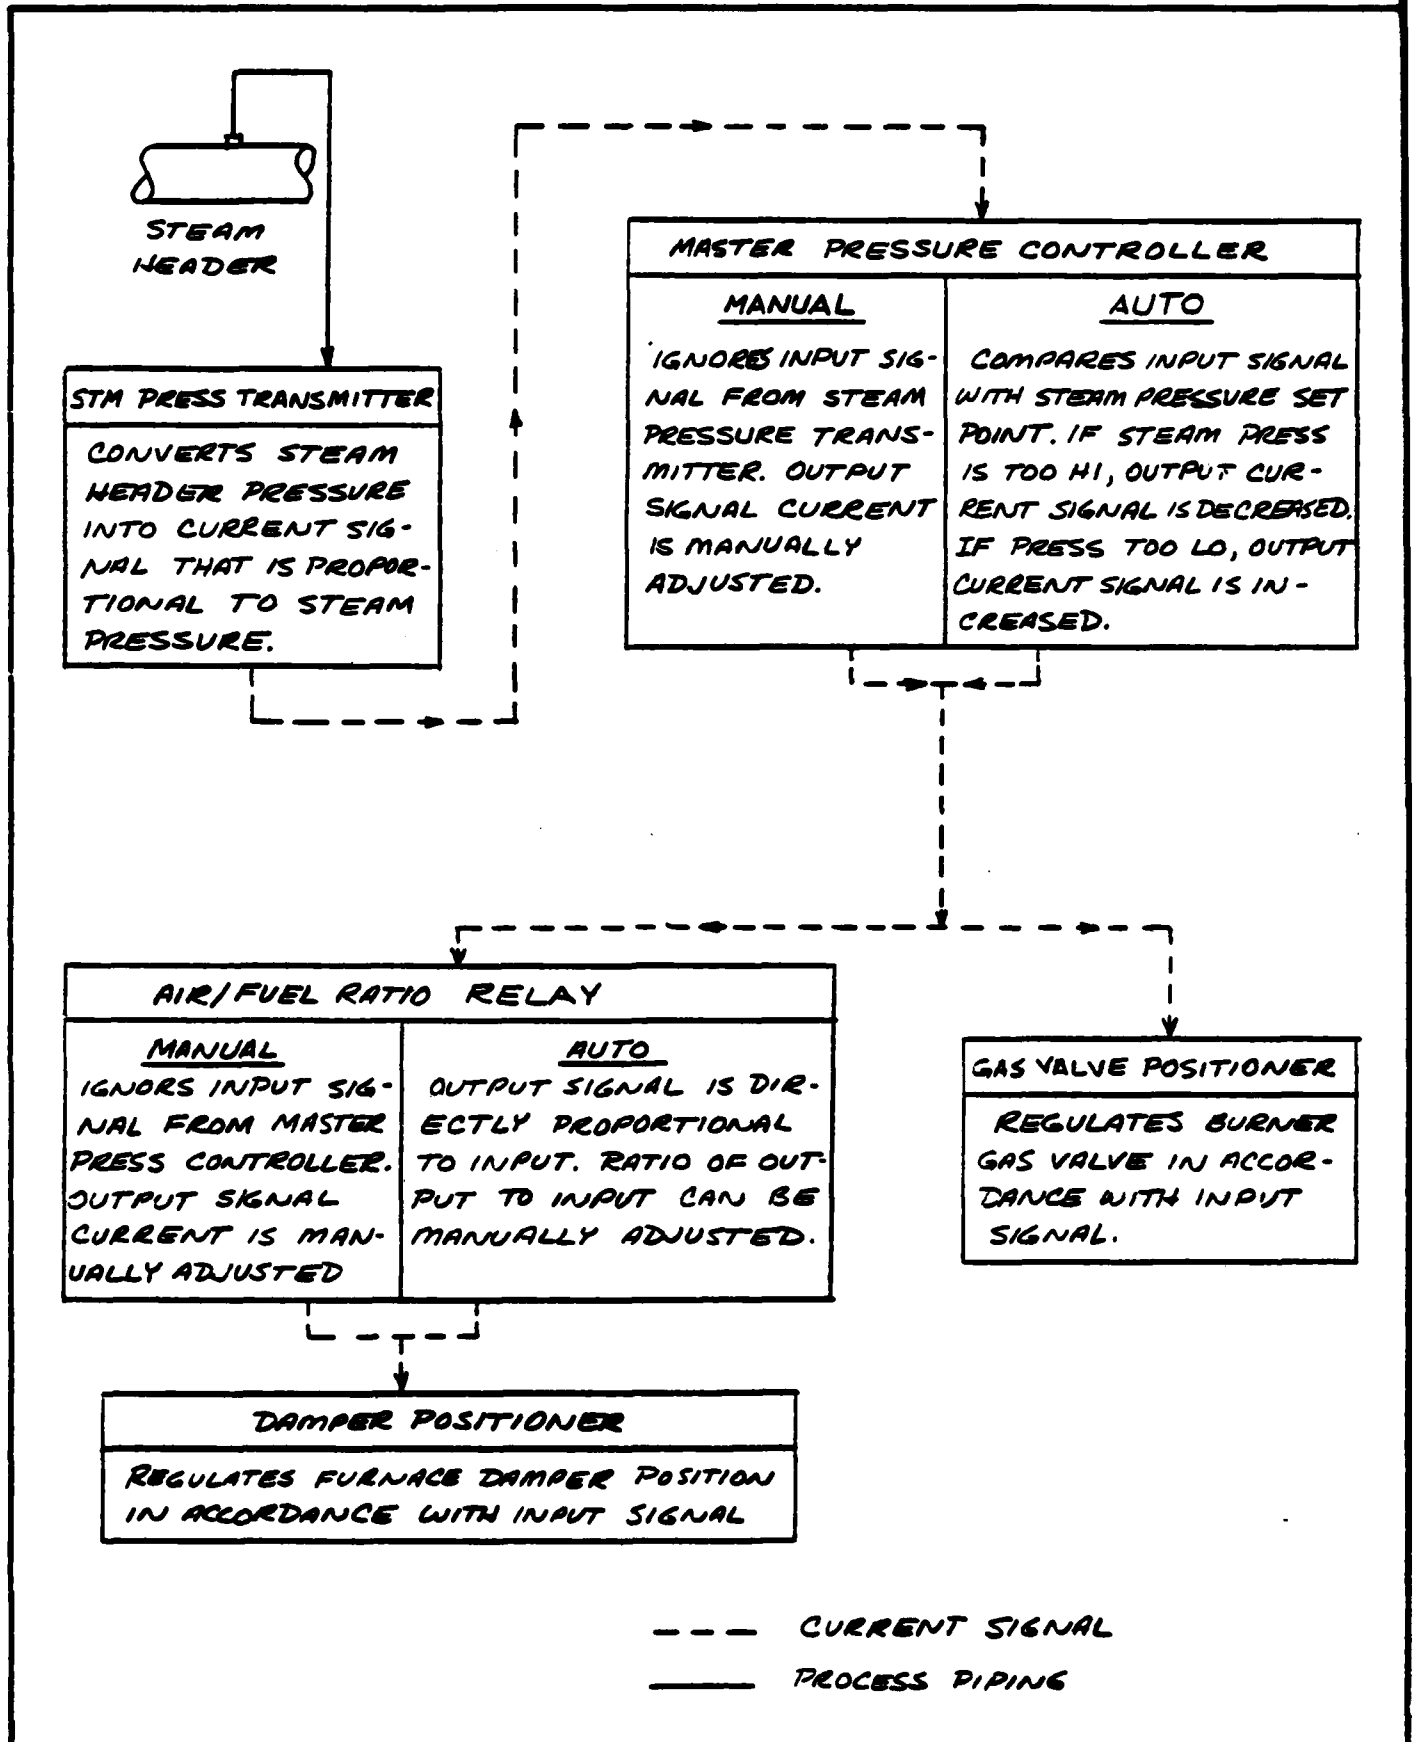 STEAM
HEADER
STM PRESS TRANSMITTER
CONVERTS STEAM
HEADER PRESSURE
INTO CURRENT SIG-
NAL THAT IS PROPOR-
TIONAL TO STEAM
PRESSURE.
MASTER PRESSURE CONTROLLER
MANUAL
IGNORES INPUT SIG-
NAL FROM STEAM
PRESSURE TRANS-
MITTER. OUTPUT
SIGNAL CURRENT
IS MANUALLY
ADJUSTED.
AUTO
COMPARES INPUT SIGNAL
WITH STEAM PRESSURE SET
POINT. IF STEAM PRESS
IS TOO HI, OUTPUT CUR-
RENT SIGNAL IS DECREASED.
IF PRESS TOO LO, OUTPUT
CURRENT SIGNAL IS IN-
CREASED.
AIR/FUEL RATIO RELAY
MANUAL
IGNORS INPUT SIG-
NAL FROM MASTER
PRESS CONTROLLER.
OUTPUT SIGNAL
CURRENT IS MAN-
UALLY ADJUSTED
AUTO
OUTPUT SIGNAL IS DIR-
ECTLY PROPORTIONAL
TO INPUT. RATIO OF OUT-
PUT TO INPUT CAN BE
MANUALLY ADJUSTED.
GAS VALVE POSITIONER
REGULATES BURNER
GAS VALVE IN ACCOR-
DANCE WITH INPUT
SIGNAL.
DAMPER POSITIONER
REGULATES FURNACE DAMPER POSITION
IN ACCORDANCE WITH INPUT SIGNAL
CURRENT SIGNAL
PROCESS PIPING